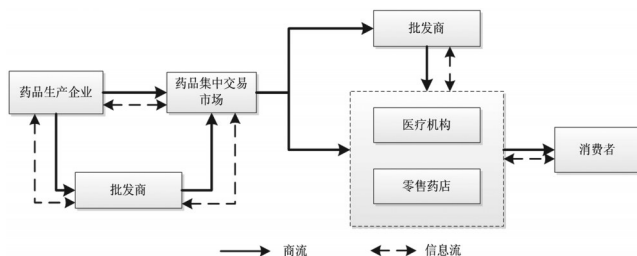 批发商
药品生产企业
药品集中交易
市场
医疗机构
消费者
零售药店
批发商
商流
信息流